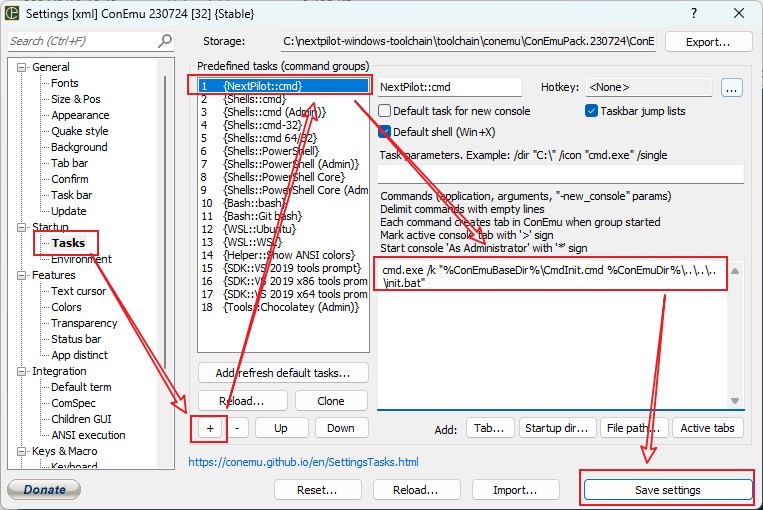 Settings [xml] ConEmu 230724 [32] {Stable}
Search (Ctrl+F)
Storage:
C:\nextpilot-windows-toolchain\toolchain\conemu\ConEmuPack.230724\ConE
Export...
General
Fonts
Size & Pos
Appearance
Quake style
Background
Tab bar
Confirm
Task bar
Update
Startup
Tasks
Environment
Features
Text cursor
Colors
Transparency
Status bar
App distinct
Integration
Default term
ComSpec
Children GUI
ANSI execution
Keys & Macro
Keyboard
Predefined tasks (command groups)
1 {NextPilot::cmd}
2 {Shells::cmd}
3 {Shells::cmd (Admin)}
4 {Shells::cmd-32}
5 {Shells::cmd 64/32}
6 {Shells::PowerShell}
7 {Shells::PowerShell (Admin)}
8 {Shells::PowerShell Core}
9 {Shells::PowerShell Core (Adm
10 {Bash::bash}
11 {Bash::Git bash}
12 {WSL::Ubuntu}
13 {WSL::WSL}
14 {Helper::Show ANSI colors}
15 {SDK::VS 2019 tools prompt}
16 {SDK::VS 2019 x86 tools prom
17 {SDK::VS 2019 x64 tools prom
18 {Tools::Chocolatey (Admin)}
Add/refresh default tasks...
Reload...
Clone
+
-
Up
Down
NextPilot::cmd
Hotkey:
<None>
...
Default task for new console
Taskbar jump lists
Default shell (Win+X)
Task parameters. Example: /dir "C:\" /icon "cmd.exe" /single
Commands (application, arguments, "-new_console" params)
Delimit commands with empty lines
Each command creates tab in ConEmu when group started
Mark active console tab with '>' sign
Start console 'As Administrator' with '*' sign
cmd.exe /k "%ConEmuBaseDir%\CmdInit.cmd %ConEmuDir%\..\..\..
\init.bat"
Add:
Tab...
Startup dir...
File path...
Active tabs
https://conemu.github.io/en/SettingsTasks.html
Donate
Reset...
Reload...
Import...
Save settings